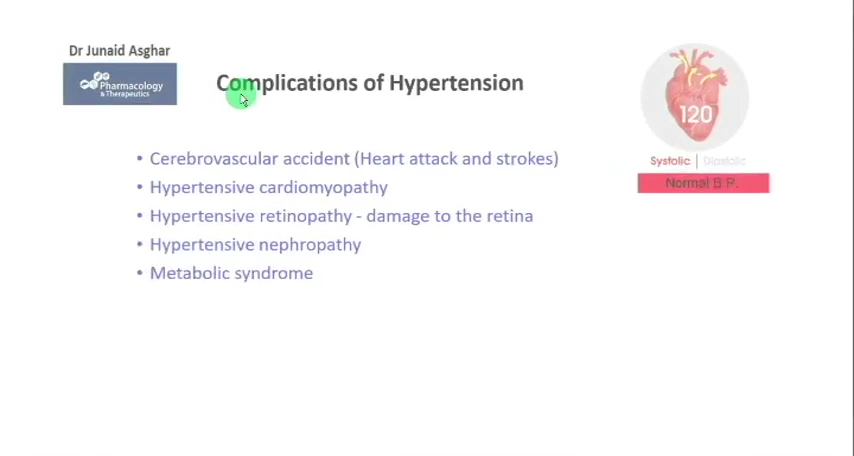 Dr Junaid Asghar
Pharmacology
& Therapeutics
Complications of Hypertension
120
Systolic | Diastolic
Normal B.P.
• Cerebrovascular accident (Heart attack and strokes)
• Hypertensive cardiomyopathy
• Hypertensive retinopathy - damage to the retina
• Hypertensive nephropathy
• Metabolic syndrome